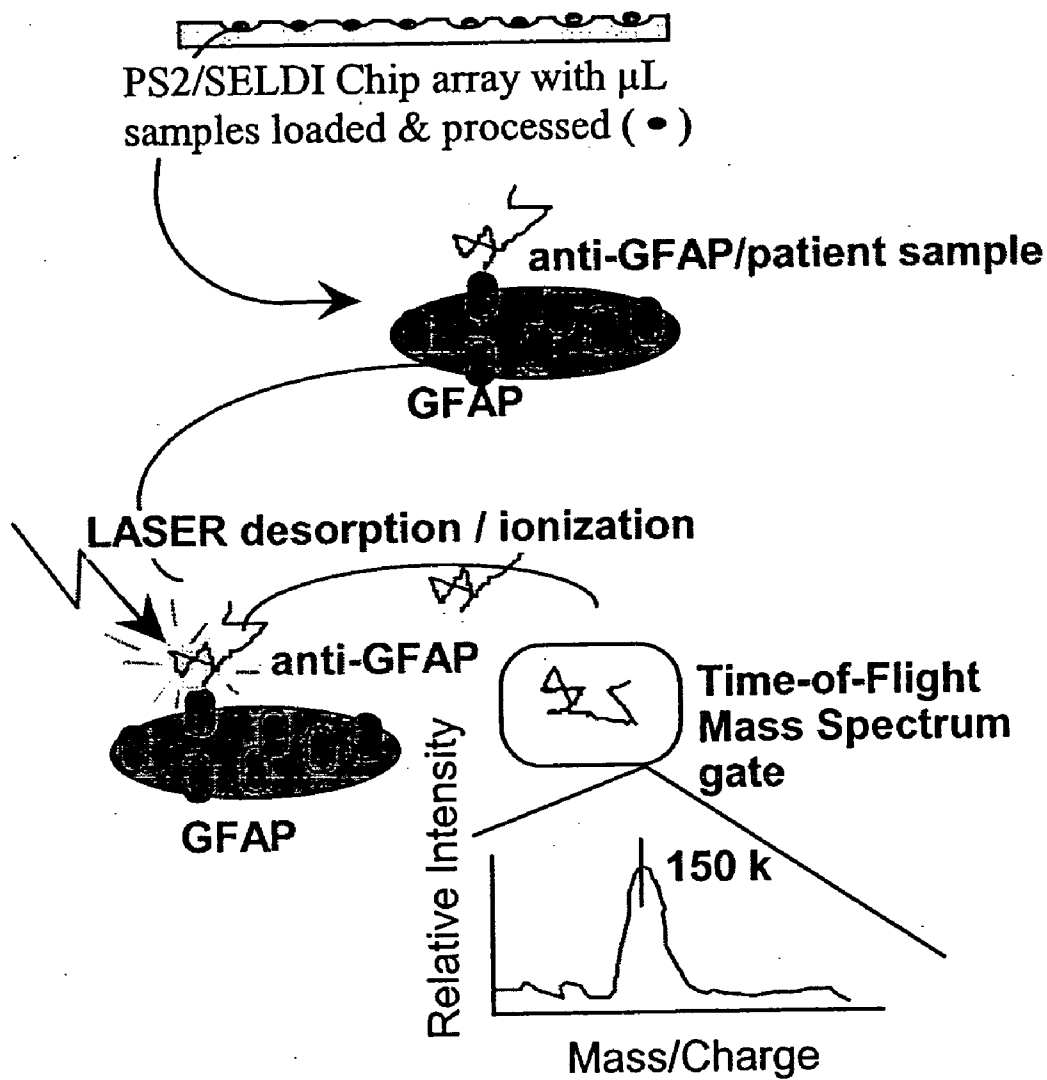 PS2/SELDI Chip array with µL
samples loaded & processed ( • )
anti-GFAP/patient sample
GFAP
LASER desorption / ionization
anti-GFAP
Time-of-Flight
Mass Spectrum
gate
GFAP
Relative Intensity
150 k
Mass/Charge